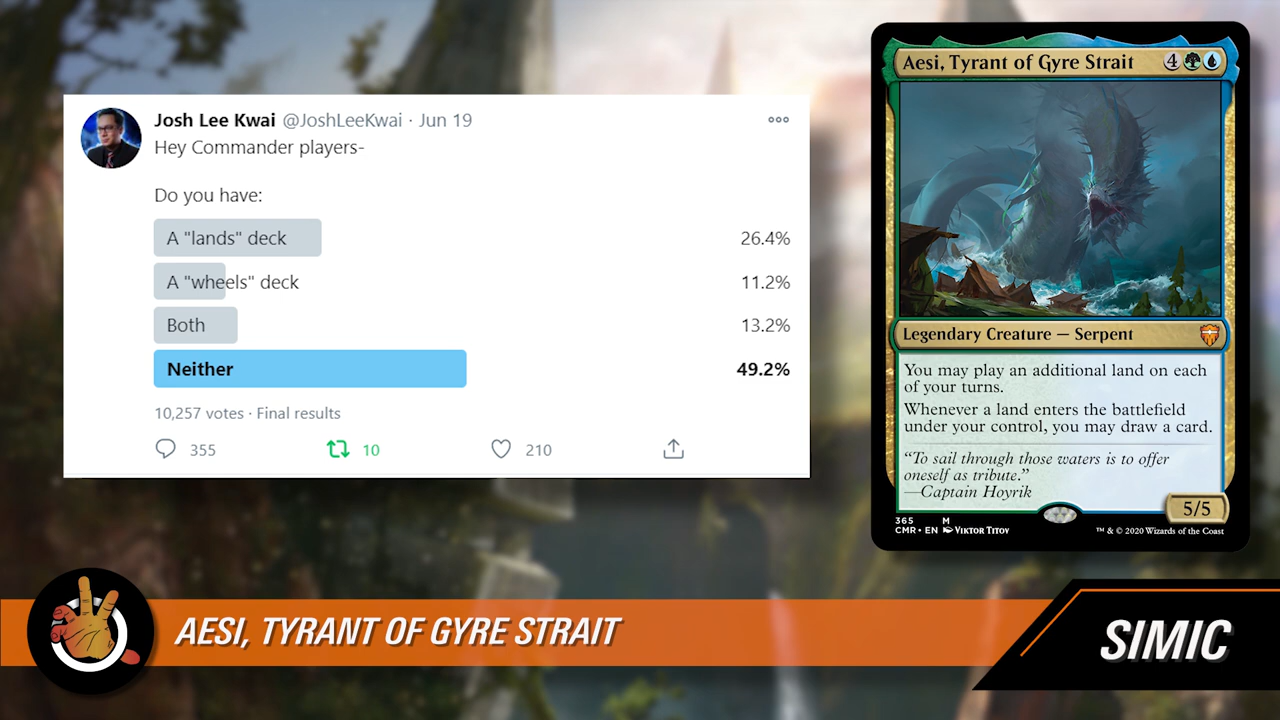 Josh Lee Kwai @JoshLeeKwai · Jun 19
Hey Commander players-
Do you have:
A "lands" deck 26.4%
A "wheels" deck 11.2%
Both 13.2%
Neither 49.2%
10,257 votes · Final results
355 10 210
Aesi, Tyrant of Gyre Strait 4
Legendary Creature — Serpent
You may play an additional land on each
of your turns.
Whenever a land enters the battlefield
under your control, you may draw a card.
“To sail through those waters is to offer
oneself as tribute.”
—Captain Hoyrik
5/5
365 M
CMR • EN Viktor Titov
™ & © 2020 Wizards of the Coast
AESI, TYRANT OF GYRE STRAIT
SIMIC